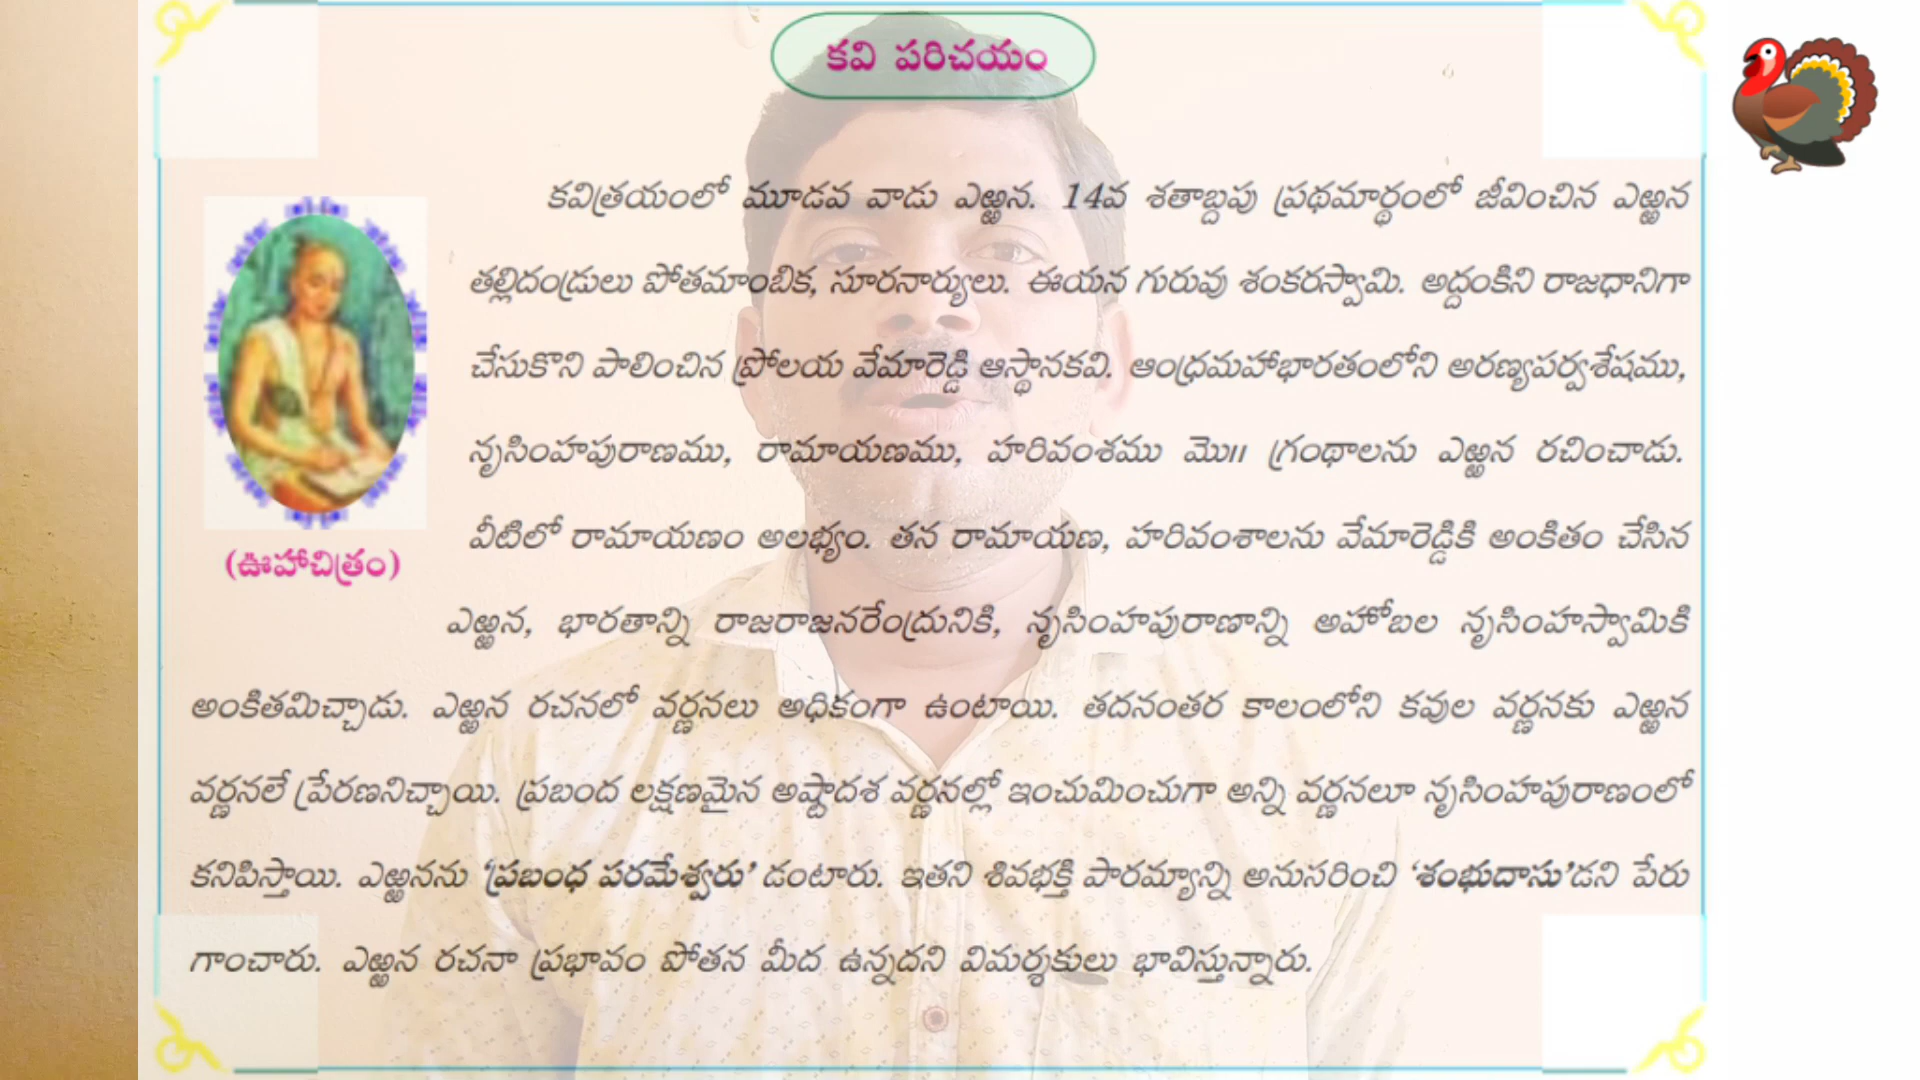 కవి పరిచయం
కవిత్రయంలో మూడవ వాడు ఎఱ్ఱన. 14వ శతాబ్దపు ప్రథమార్థంలో జీవించిన ఎఱ్ఱన
తల్లిదండ్రులు పోతమాంబిక, సూరనార్యులు. ఈయన గురువు శంకరస్వామి. అద్దంకిని రాజధానిగా
చేసుకొని పాలించిన ప్రోలయ వేమారెడ్డి ఆస్థానకవి. ఆంధ్రమహాభారతంలోని అరణ్యపర్వశేషము,
నృసింహపురాణము, రామాయణము, హరివంశము మొ॥ గ్రంథాలను ఎఱ్ఱన రచించాడు.
వీటిలో రామాయణం అలభ్యం. తన రామాయణ, హరివంశాలను వేమారెడ్డికి అంకితం చేసిన
(ఊహాచిత్రం)
ఎఱ్ఱన, భారతాన్ని రాజరాజనరేంద్రునికి, నృసింహపురాణాన్ని అహోబల నృసింహస్వామికి
అంకితమిచ్చాడు. ఎఱ్ఱన రచనలో వర్ణనలు అధికంగా ఉంటాయి. తదనంతర కాలంలోని కవుల వర్ణనకు ఎఱ్ఱన
వర్ణనలే ప్రేరణనిచ్చాయి. ప్రబంద లక్షణమైన అష్టాదశ వర్ణనల్లో ఇంచుమించుగా అన్ని వర్ణనలూ నృసింహపురాణంలో
కనిపిస్తాయి. ఎఱ్ఱనను ‘ప్రబంధ పరమేశ్వరు’ డంటారు. ఇతని శివభక్తి పారమ్యాన్ని అనుసరించి ‘శంభుదాసు’డని పేరు
గాంచారు. ఎఱ్ఱన రచనా ప్రభావం పోతన మీద ఉన్నదని విమర్శకులు భావిస్తున్నారు.